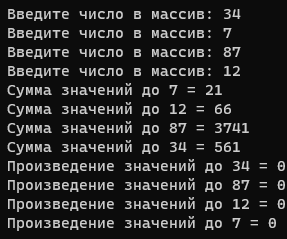 Введите число в массив: 34
Введите число в массив: 7
Введите число в массив: 87
Введите число в массив: 12
Сумма значений до 7 = 21
Сумма значений до 12 = 66
Сумма значений до 87 = 3741
Сумма значений до 34 = 561
Произведение значений до 34 = 0
Произведение значений до 87 = 0
Произведение значений до 12 = 0
Произведение значений до 7 = 0